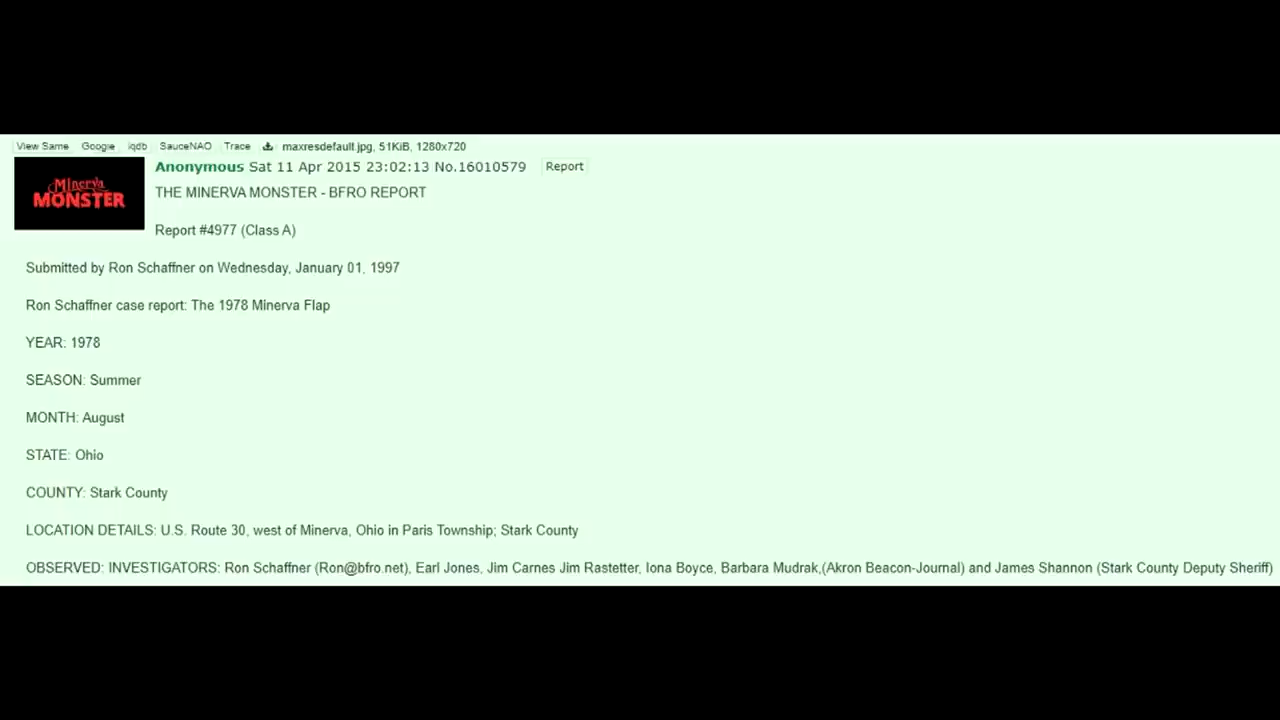 View Same Google iqdb SauceNAO Trace maxresdefault.jpg, 51KiB, 1280x720
Minerva
MONSTER
Anonymous Sat 11 Apr 2015 23:02:13 No.16010579 Report
THE MINERVA MONSTER - BFRO REPORT
Report #4977 (Class A)
Submitted by Ron Schaffner on Wednesday, January 01, 1997
Ron Schaffner case report: The 1978 Minerva Flap
YEAR: 1978
SEASON: Summer
MONTH: August
STATE: Ohio
COUNTY: Stark County
LOCATION DETAILS: U.S. Route 30, west of Minerva, Ohio in Paris Township; Stark County
OBSERVED: INVESTIGATORS: Ron Schaffner (Ron@bfro.net), Earl Jones, Jim Carnes Jim Rastetter, Iona Boyce, Barbara Mudrak,(Akron Beacon-Journal) and James Shannon (Stark County Deputy Sheriff)